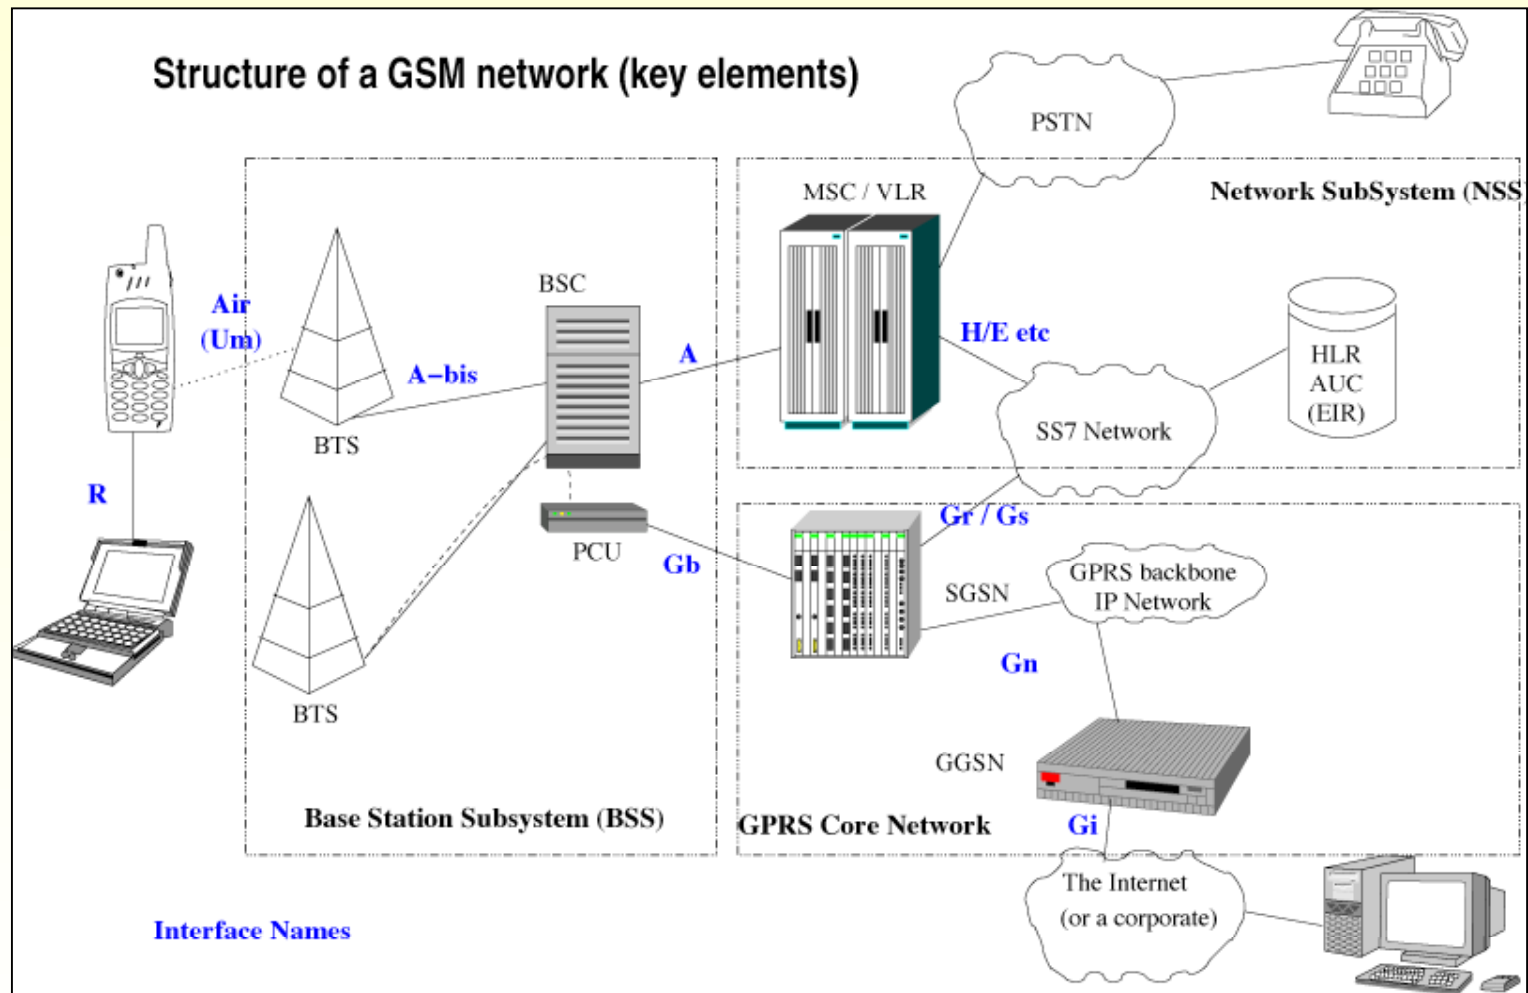 Structure of a GSM network (key elements)
PSTN
MSC / VLR
Network SubSystem (NSS
BSC
Air
(Um)
A-bis
A
H/E etc
HLR
AUC
(EIR)
BTS
SS7 Network
R
Gr / Gs
PCU
Gb
SGSN
GPRS backbone
IP Network
Gn
BTS
GGSN
Base Station Subsystem (BSS)
GPRS Core Network
Gi
The Internet
(or a corporate)
Interface Names